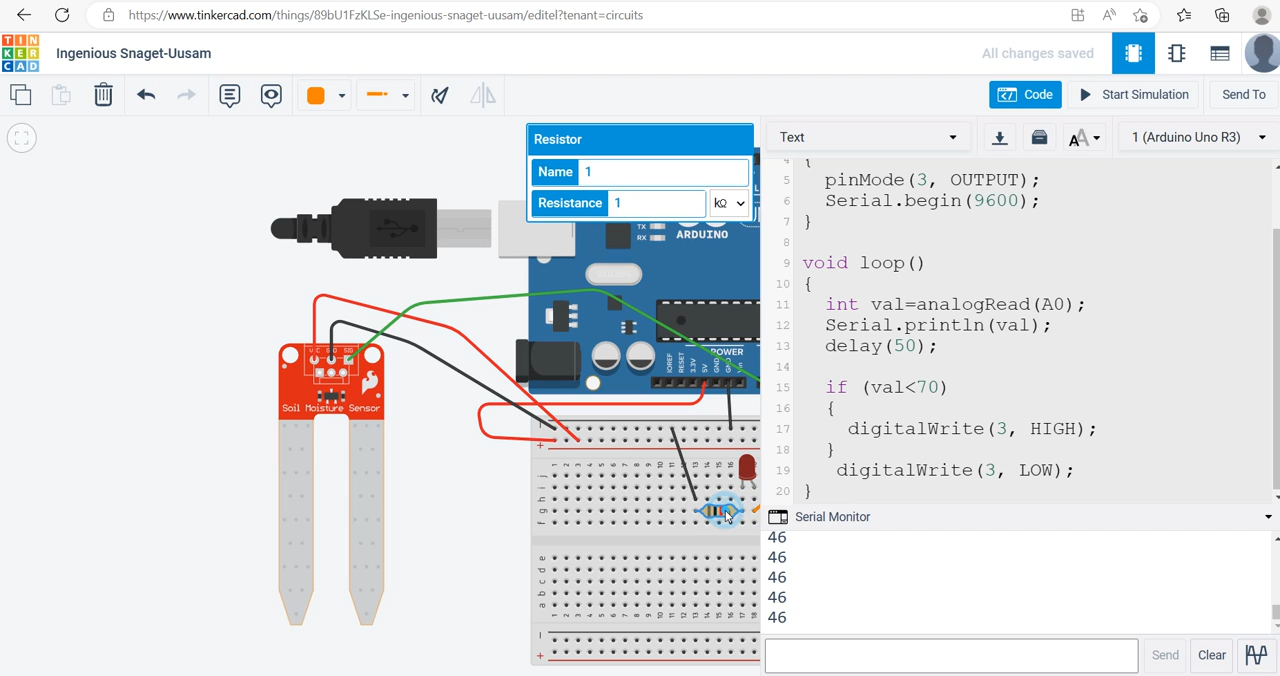 https://www.tinkercad.com/things/89bU1FzKLSe-ingenious-snaget-uusam/editel?tenant=circuits
TIN
KER
CAD
Ingenious Snaget-Uusam
All changes saved
Code
Start Simulation
Send To
Resistor
Name 1
Resistance 1 kΩ
Text
1 (Arduino Uno R3)
4 {
5 pinMode(3, OUTPUT);
6 Serial.begin(9600);
7 }
8
9 void loop()
10 {
11 int val=analogRead(A0);
12 Serial.println(val);
13 delay(50);
14
15 if (val<70)
16 {
17 digitalWrite(3, HIGH);
18 }
19 digitalWrite(3, LOW);
20 }
TX
RX
ARDUINO
POWER
IOREF
RESET
3.3V
5V
GND
GND
Vin
SIG
Soil Moisture Sensor
Serial Monitor
46
46
46
46
46
Send
Clear